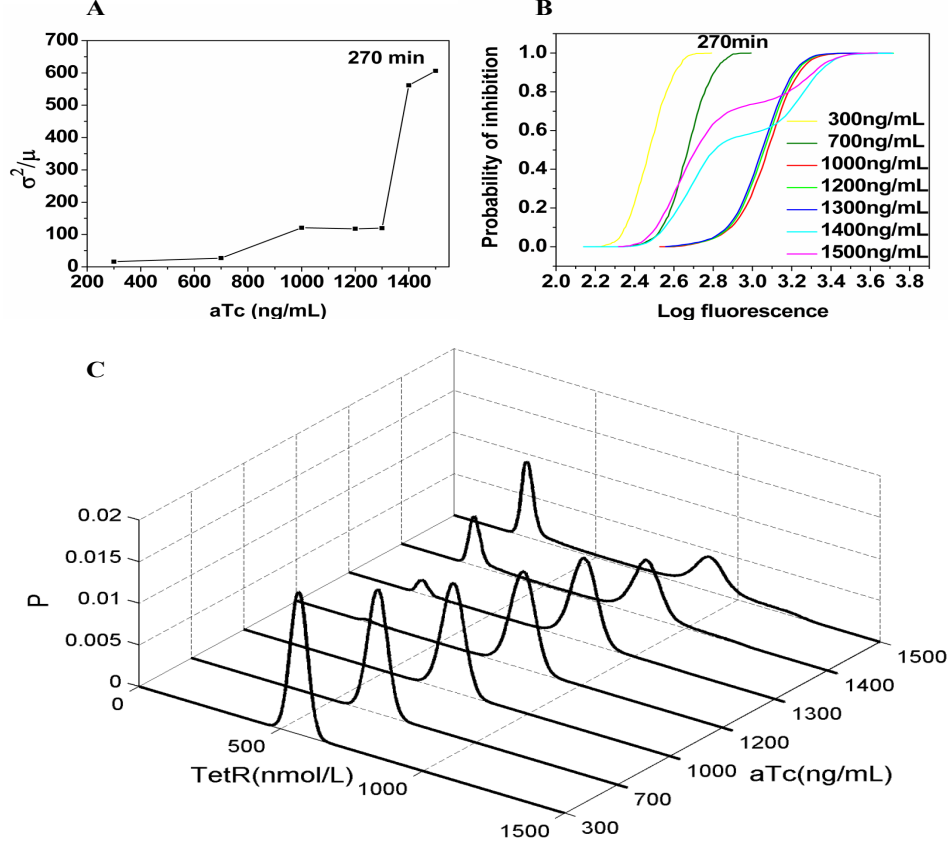 A
700
600
500
400
300
200
100
0
σ²/μ
270 min
200 400 600 800 1000 1200 1400
aTc (ng/mL)
B
1.0
0.8
0.6
0.4
0.2
0.0
Probability of inhibition
270min
300ng/mL
700ng/mL
1000ng/mL
1200ng/mL
1300ng/mL
1400ng/mL
1500ng/mL
2.0 2.2 2.4 2.6 2.8 3.0 3.2 3.4 3.6 3.8
Log fluorescence
C
0.02
0.015
0.01
0.005
0
P
0
500
1000
1500
TetR(nmol/L)
300
700
1000
1200
1300
1400
1500
aTc(ng/mL)